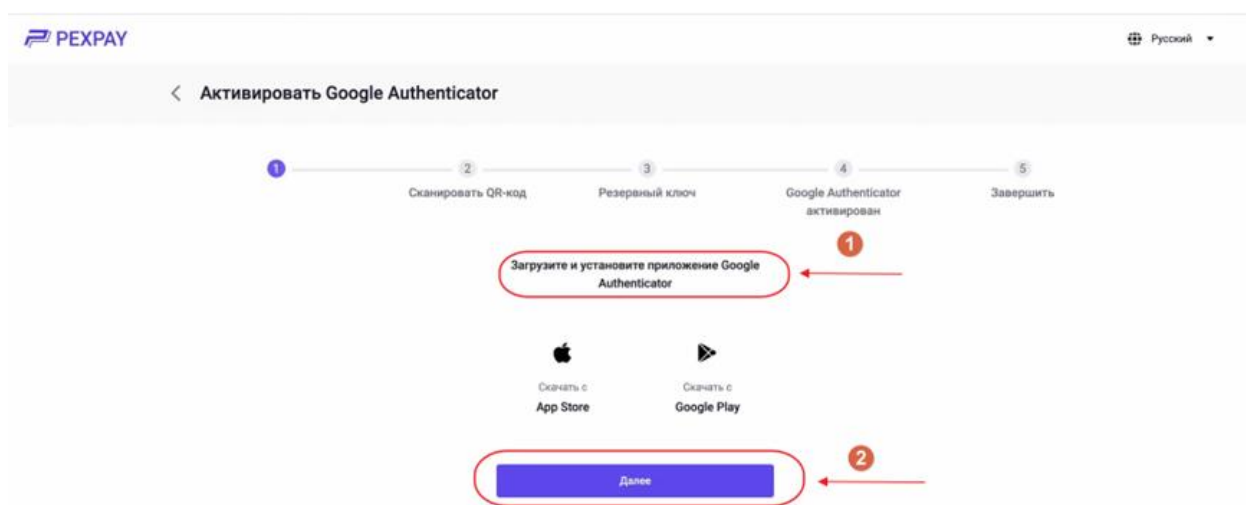 PEXPAY
Русский
Активировать Google Authenticator
1
2
3
4
5
Сканировать QR-код
Резервный ключ
Google Authenticator
активирован
Завершить
1
Загрузите и установите приложение Google
Authenticator
Скачать с
App Store
Скачать с
Google Play
2
Далее